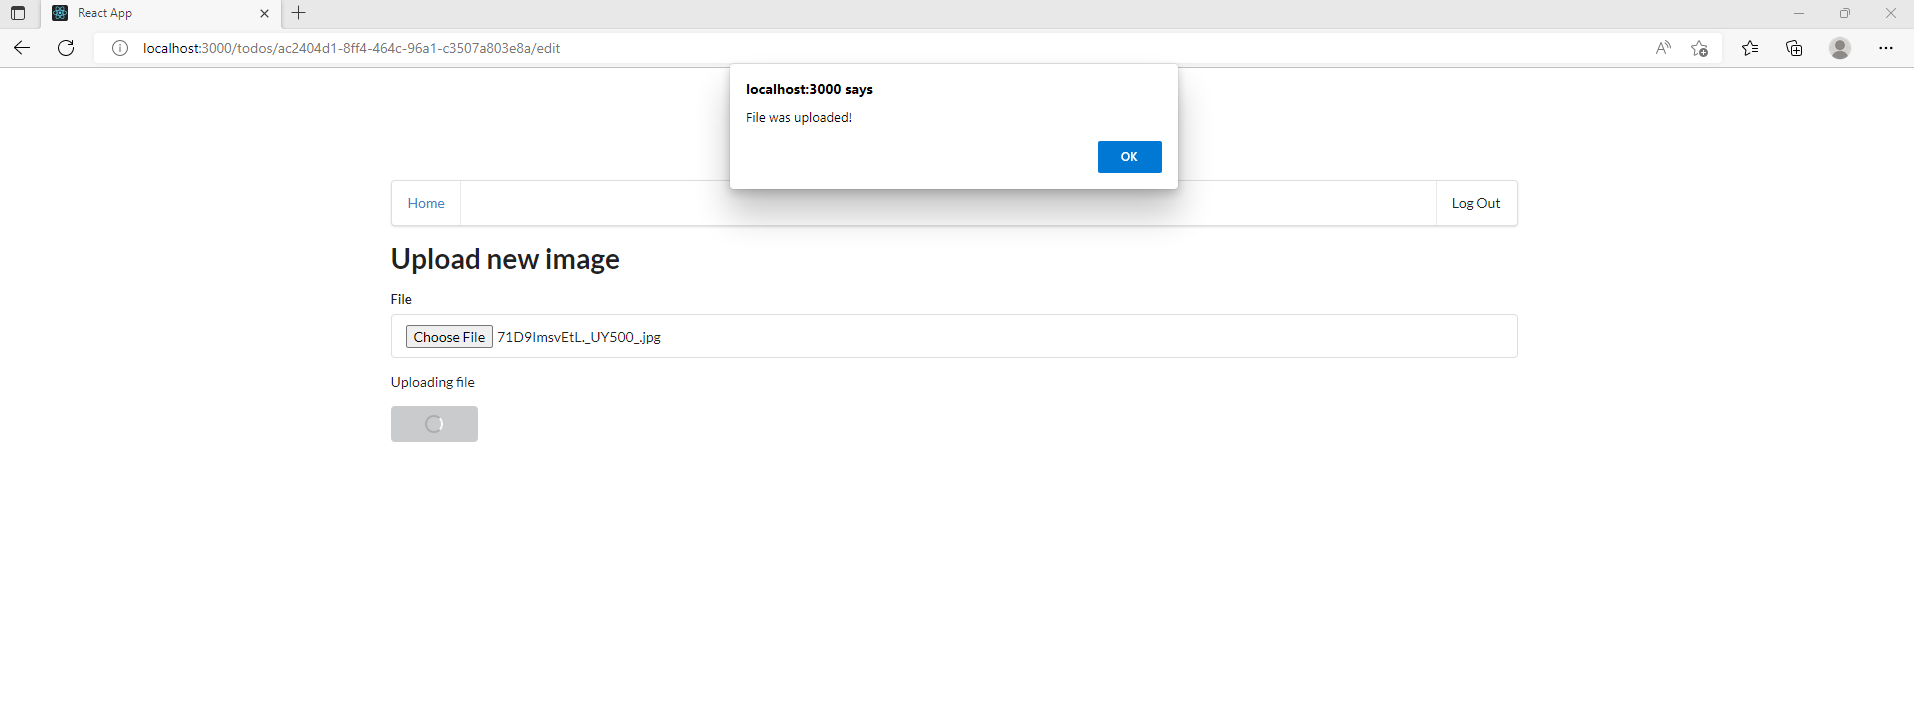 React App
localhost:3000/todos/ac2404d1-8ff4-464c-96a1-c3507a803e8a/edit
localhost:3000 says
File was uploaded!
OK
Home
Log Out
Upload new image
File
Choose File 71D9ImsvEtL._UY500_.jpg
Uploading file